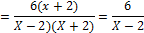 = 6(x + 2) / (X − 2)(X + 2) = 6 / X − 2